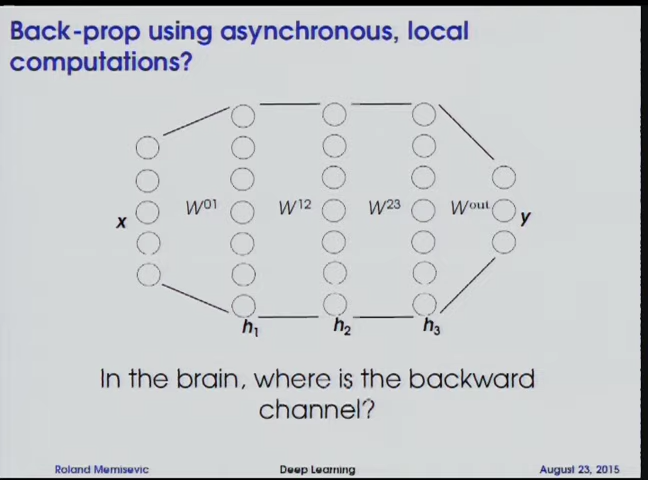 Back-prop using asynchronous, local
computations?
x W⁰¹ W¹² W²³ Wᵒᵘᵗ y
h₁ h₂ h₃
In the brain, where is the backward
channel?
Roland Memisevic Deep Learning August 23, 2015